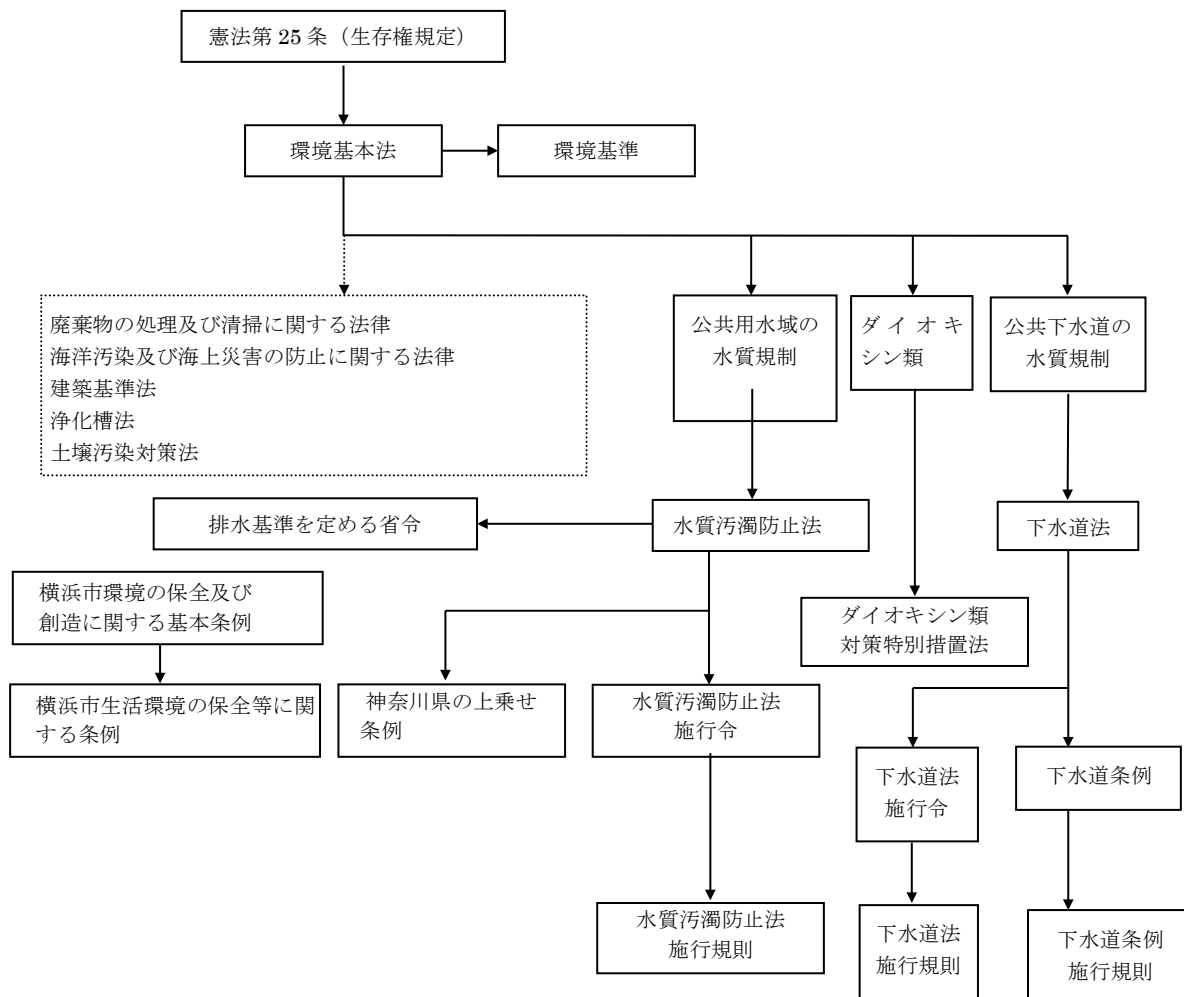 憲法第 25 条（生存権規定）
環境基本法
環境基準
廃棄物の処理及び清掃に関する法律
海洋汚染及び海上災害の防止に関する法律
建築基準法
浄化槽法
土壌汚染対策法
公共用水域の
水質規制
ダイオキ
シン類
公共下水道の
水質規制
排水基準を定める省令
水質汚濁防止法
下水道法
横浜市環境の保全及び
創造に関する基本条例
ダイオキシン類
対策特別措置法
横浜市生活環境の保全等に関
する条例
神奈川県の上乗せ
条例
水質汚濁防止法
施行令
下水道法
施行令
下水道条例
水質汚濁防止法
施行規則
下水道法
施行規則
下水道条例
施行規則